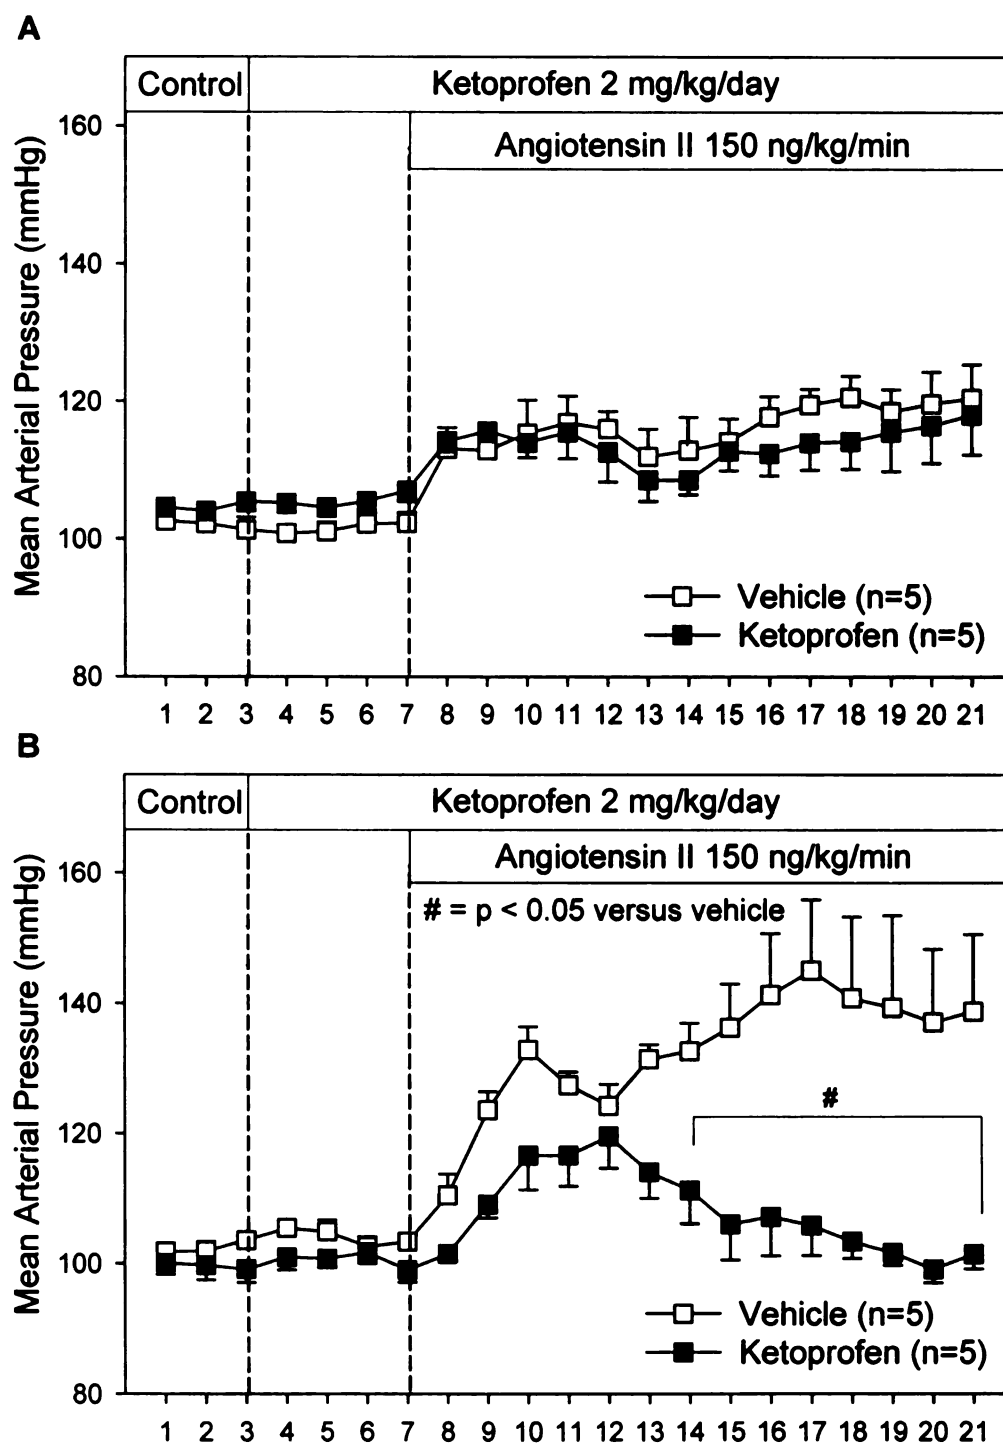 A
Control
Ketoprofen 2 mg/kg/day
Angiotensin II 150 ng/kg/min
Mean Arterial Pressure (mmHg)
160
140
120
100
80
Vehicle (n=5)
Ketoprofen (n=5)
1 2 3 4 5 6 7 8 9 10 11 12 13 14 15 16 17 18 19 20 21
B
Control
Ketoprofen 2 mg/kg/day
Angiotensin II 150 ng/kg/min
# = p < 0.05 versus vehicle
Mean Arterial Pressure (mmHg)
160
140
120
100
80
#
Vehicle (n=5)
Ketoprofen (n=5)
1 2 3 4 5 6 7 8 9 10 11 12 13 14 15 16 17 18 19 20 21